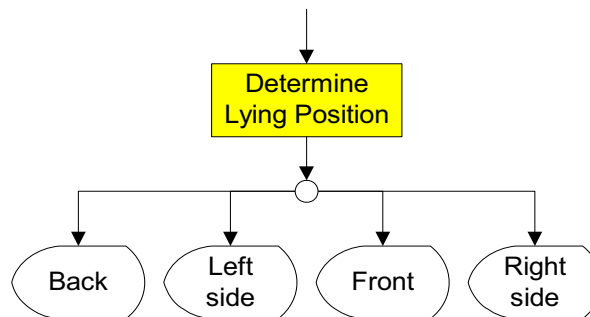 Determine
Lying Position
Back
Left
side
Front
Right
side